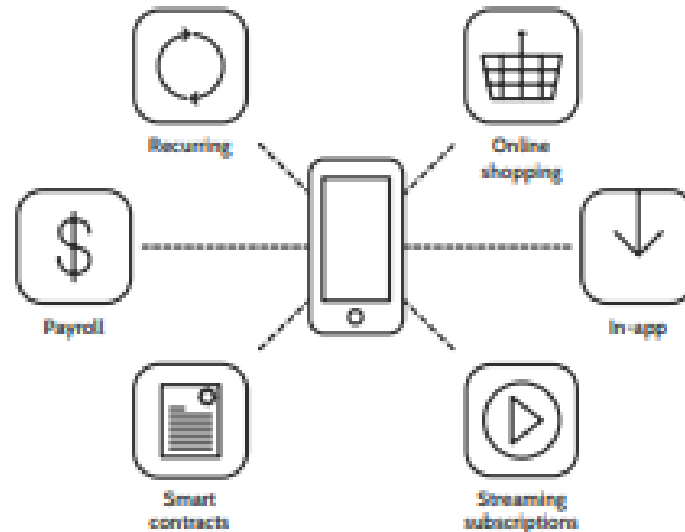 Recurring
Online
shopping
$
Payroll
In-app
Smart
contracts
Streaming
subscriptions